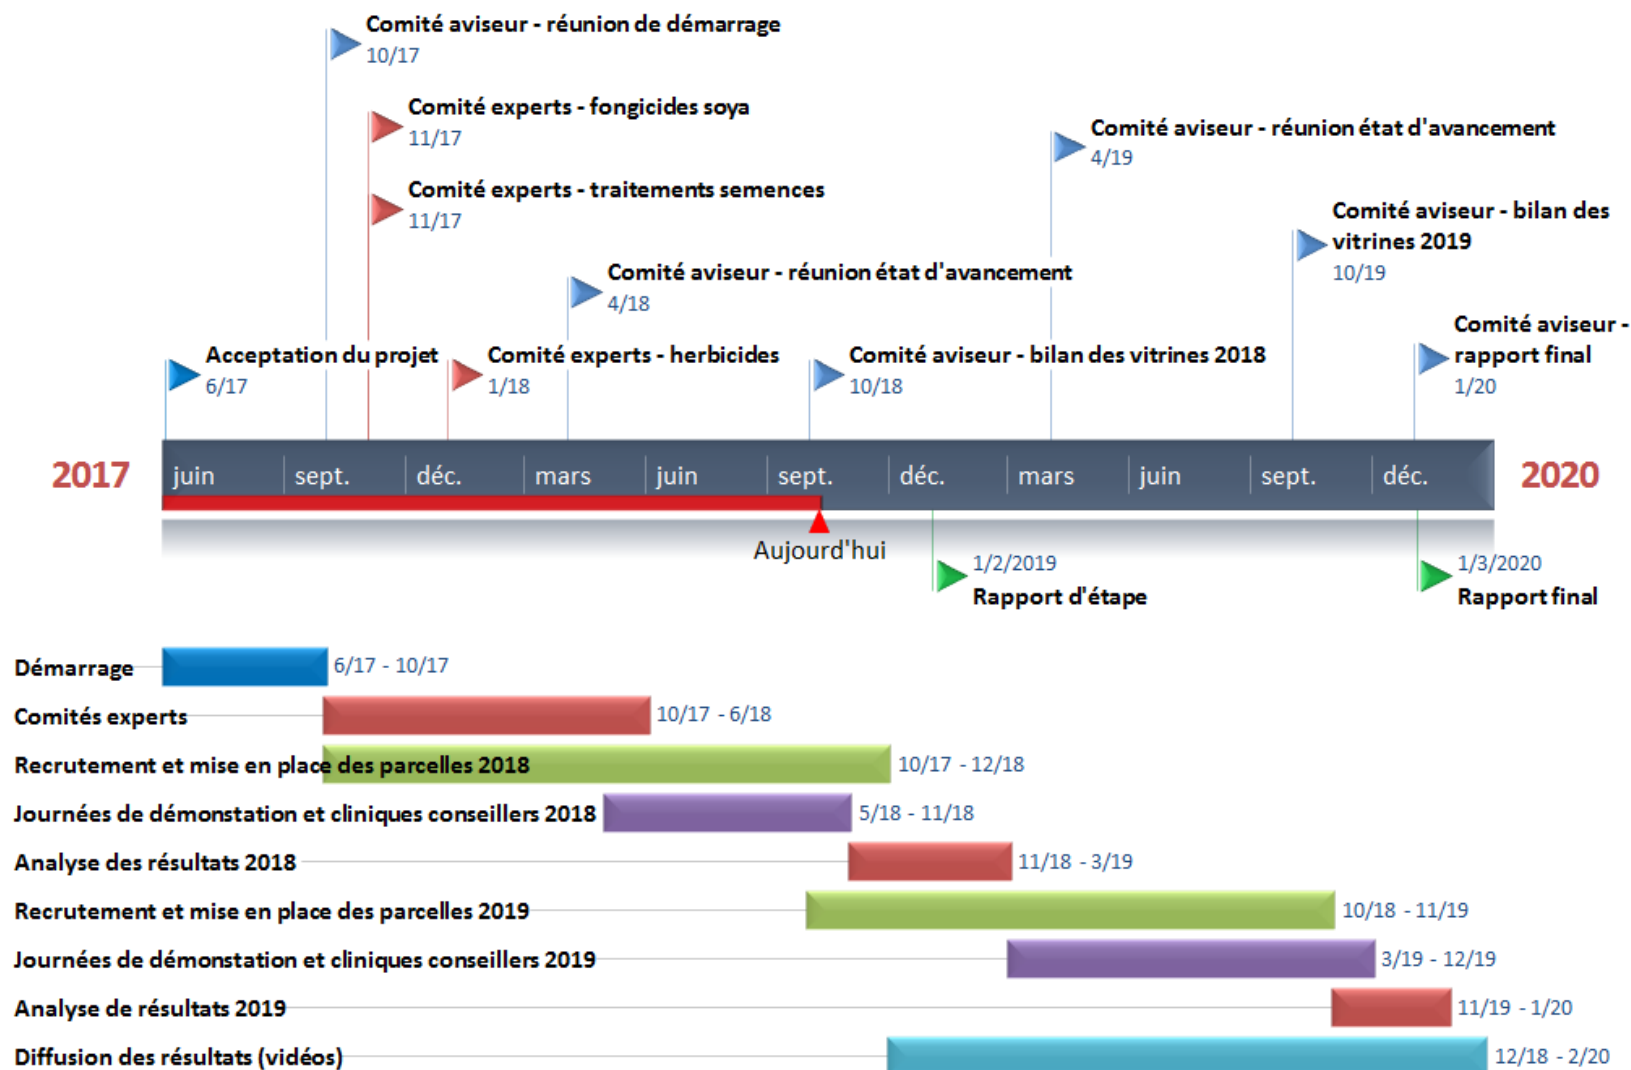 Comité aviseur - réunion de démarrage
10/17
Comité experts - fongicides soya
11/17
Comité aviseur - réunion état d'avancement
4/19
Comité experts - traitements semences
11/17
Comité aviseur - bilan des
vitrines 2019
10/19
Comité aviseur - réunion état d'avancement
4/18
Comité aviseur -
rapport final
1/20
Acceptation du projet
6/17
Comité experts - herbicides
1/18
Comité aviseur - bilan des vitrines 2018
10/18
2017 juin sept. déc. mars juin sept. déc. mars juin sept. déc. 2020
Aujourd'hui
1/2/2019
Rapport d'étape
1/3/2020
Rapport final
Démarrage 6/17 - 10/17
Comités experts 10/17 - 6/18
Recrutement et mise en place des parcelles 2018 10/17 - 12/18
Journées de démonstation et cliniques conseillers 2018 5/18 - 11/18
Analyse des résultats 2018 11/18 - 3/19
Recrutement et mise en place des parcelles 2019 10/18 - 11/19
Journées de démonstation et cliniques conseillers 2019 3/19 - 12/19
Analyse de résultats 2019 11/19 - 1/20
Diffusion des résultats (vidéos) 12/18 - 2/20